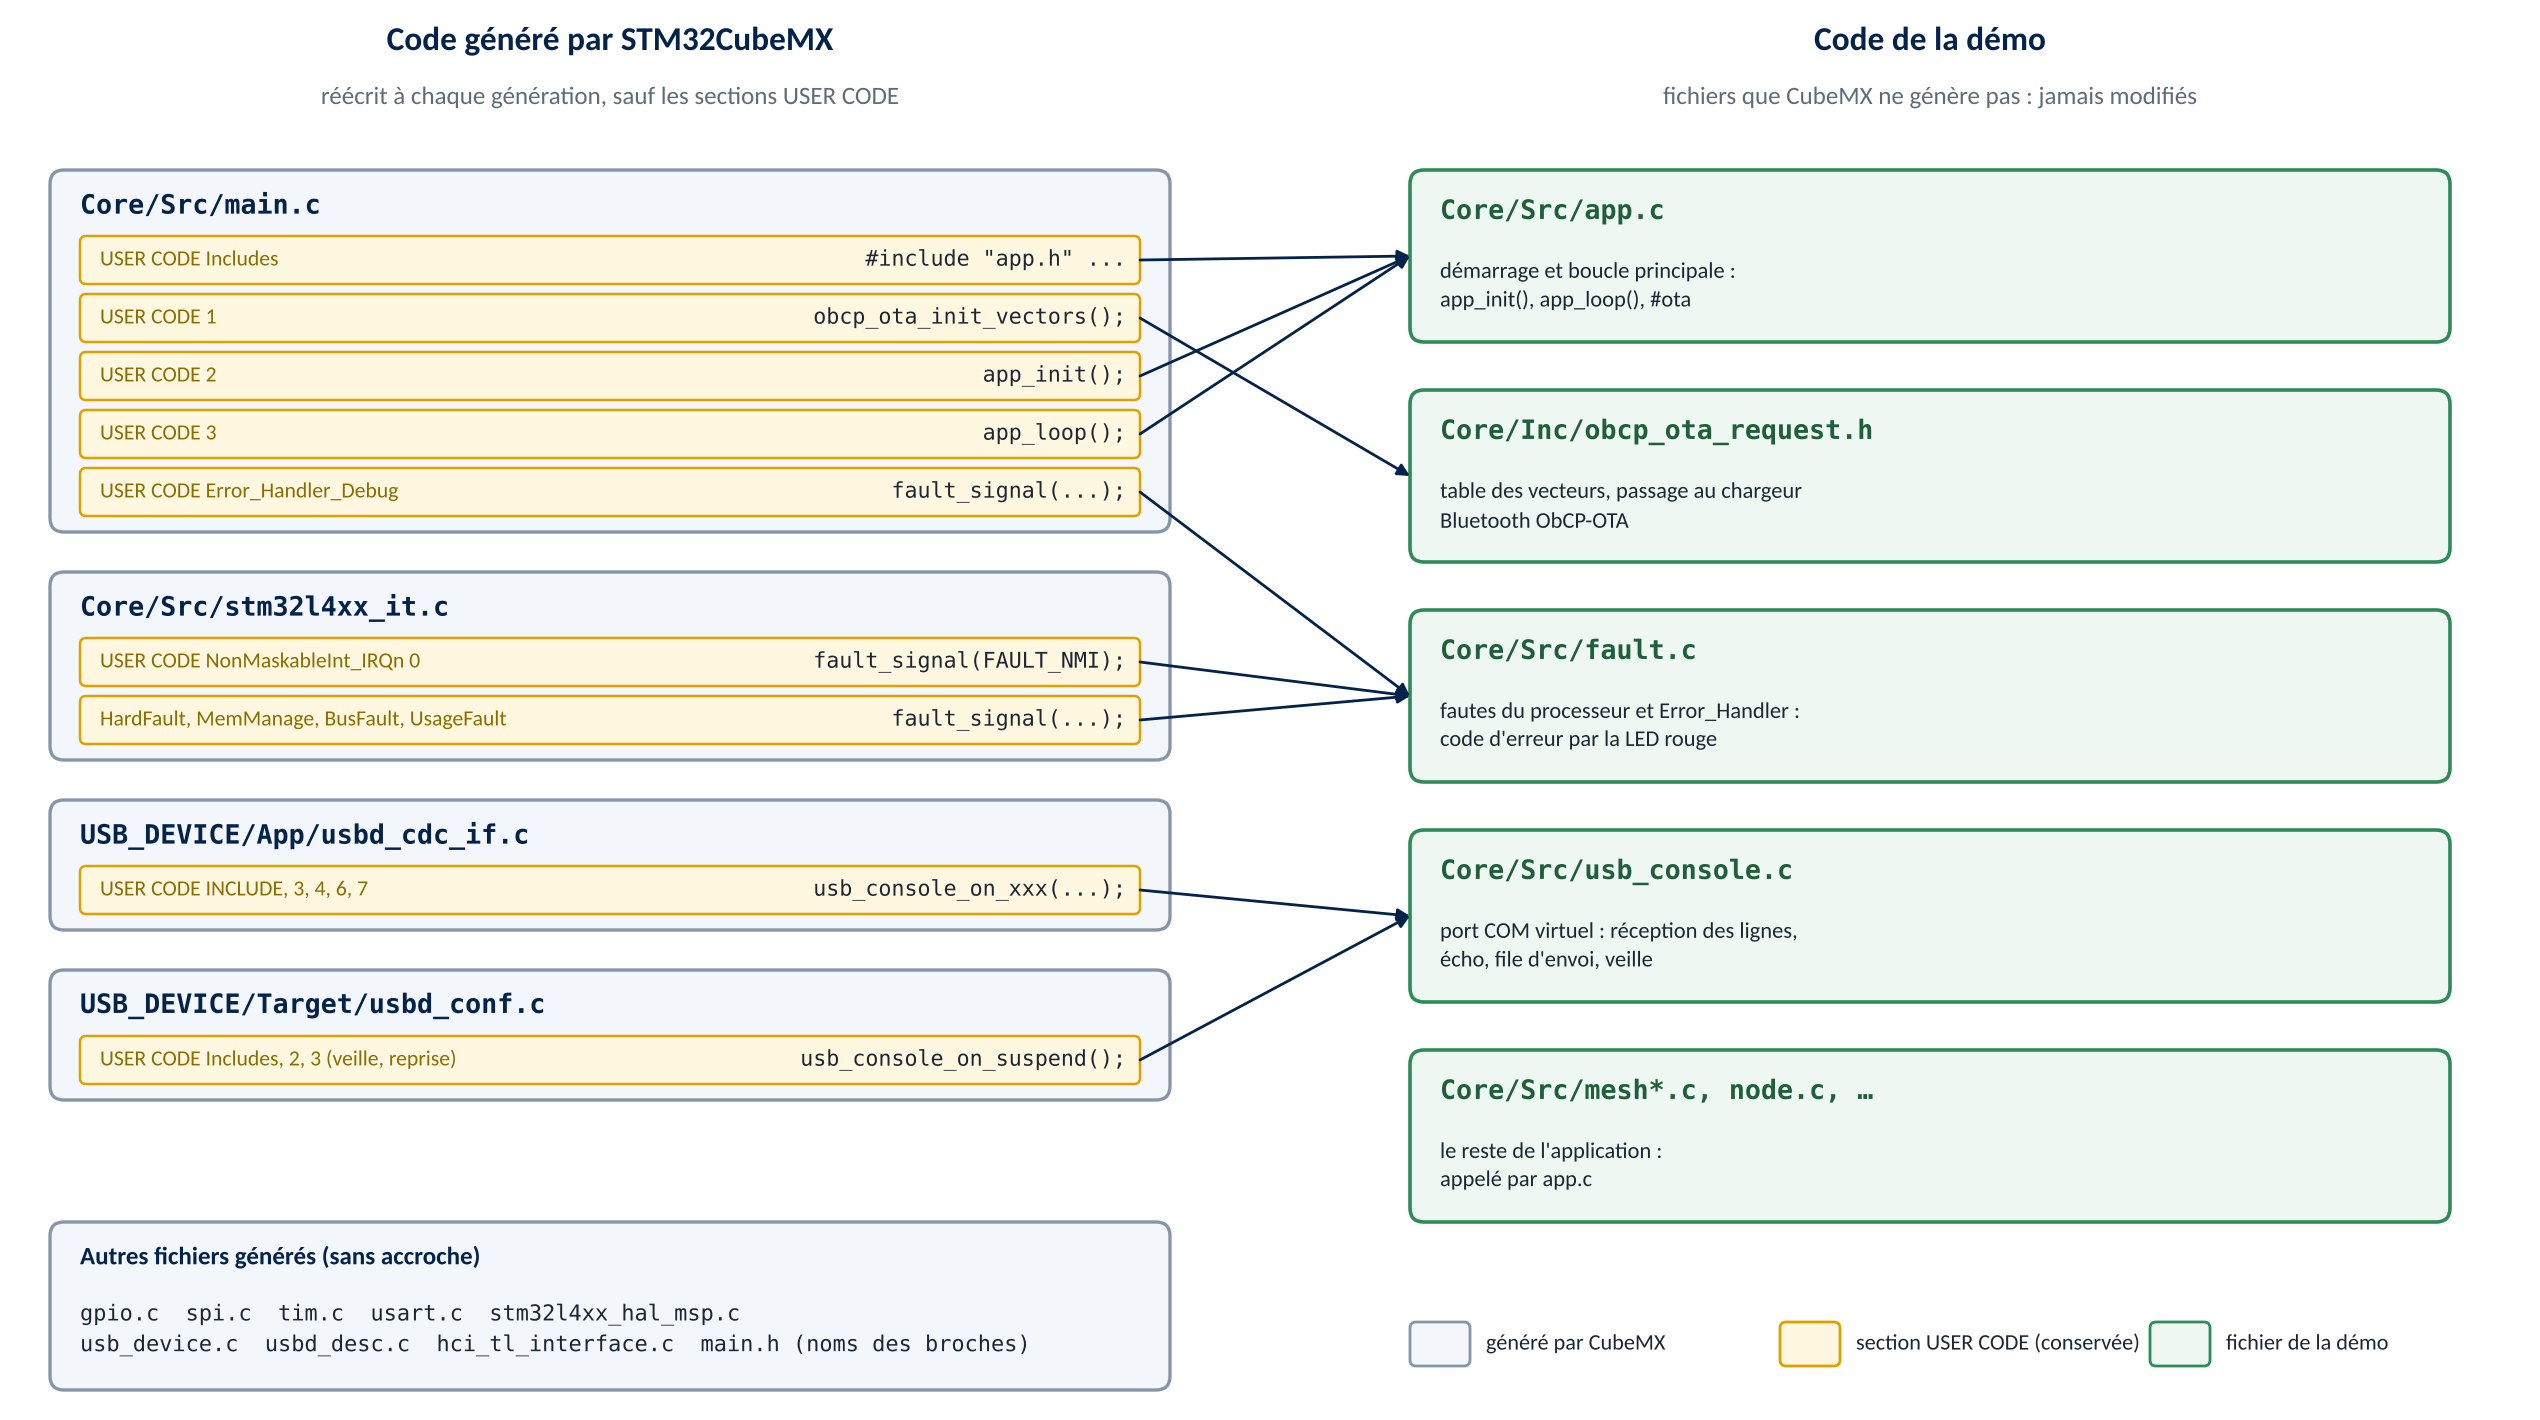 Code généré par STM32CubeMX
réécrit à chaque génération, sauf les sections USER CODE
Core/Src/main.c
USER CODE Includes #include "app.h" ...
USER CODE 1 obcp_ota_init_vectors();
USER CODE 2 app_init();
USER CODE 3 app_loop();
USER CODE Error_Handler_Debug fault_signal(...);
Core/Src/stm32l4xx_it.c
USER CODE NonMaskableInt_IRQn 0 fault_signal(FAULT_NMI);
HardFault, MemManage, BusFault, UsageFault fault_signal(...);
USB_DEVICE/App/usbd_cdc_if.c
USER CODE INCLUDE, 3, 4, 6, 7 usb_console_on_xxx(...);
USB_DEVICE/Target/usbd_conf.c
USER CODE Includes, 2, 3 (veille, reprise) usb_console_on_suspend();
Autres fichiers générés (sans accroche)
gpio.c spi.c tim.c usart.c stm32l4xx_hal_msp.c
usb_device.c usbd_desc.c hci_tl_interface.c main.h (noms des broches)
Code de la démo
fichiers que CubeMX ne génère pas : jamais modifiés
Core/Src/app.c
démarrage et boucle principale :
app_init(), app_loop(), #ota
Core/Inc/obcp_ota_request.h
table des vecteurs, passage au chargeur
Bluetooth ObCP-OTA
Core/Src/fault.c
fautes du processeur et Error_Handler :
code d'erreur par la LED rouge
Core/Src/usb_console.c
port COM virtuel : réception des lignes,
écho, file d'envoi, veille
Core/Src/mesh*.c, node.c, …
le reste de l'application :
appelé par app.c
généré par CubeMX
section USER CODE (conservée)
fichier de la démo